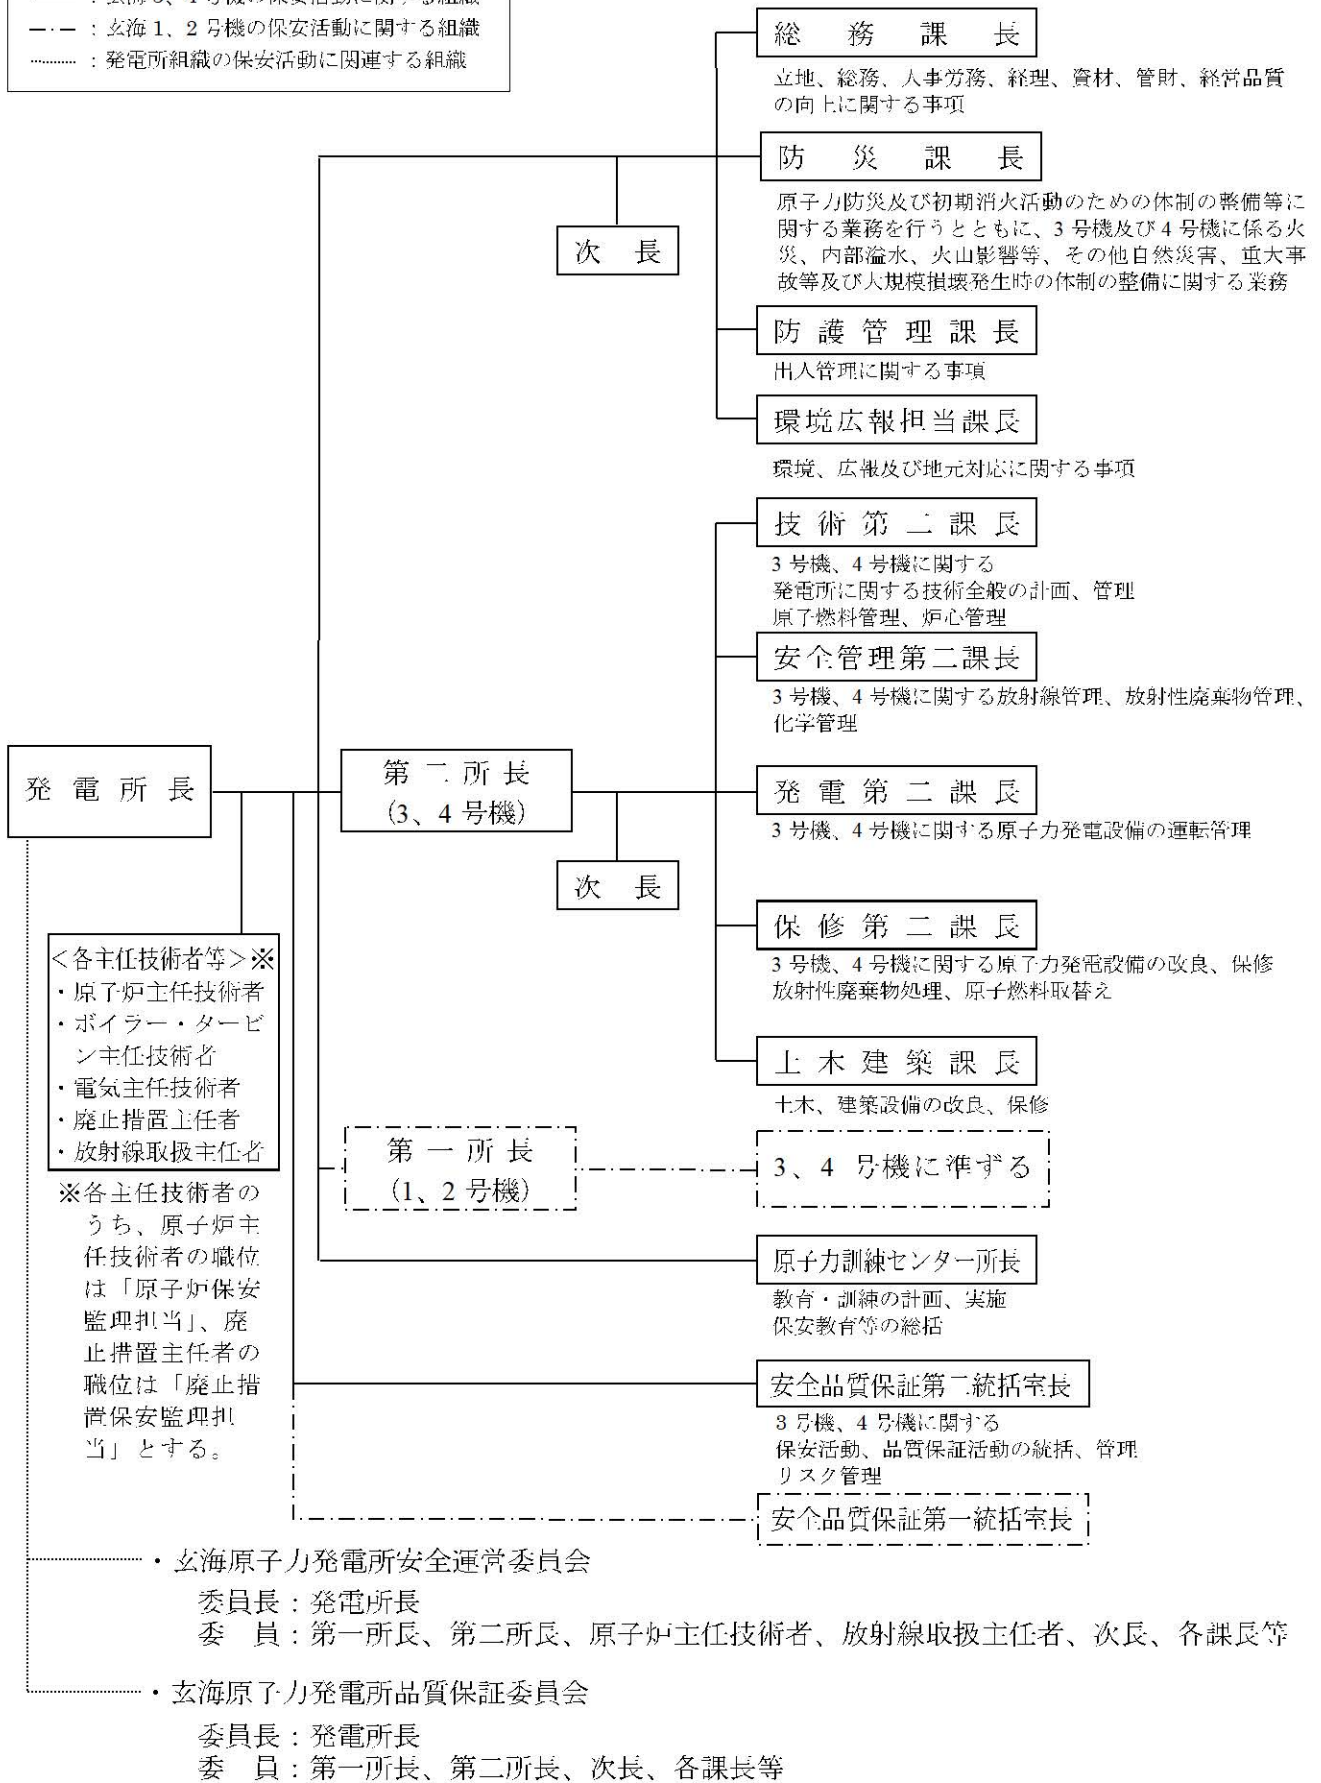 : 玄海 3、4 号機の保安活動に関する組織
: 玄海 1、2 号機の保安活動に関する組織
: 発電所組織の保安活動に関連する組織
総務課長
立地、総務、人事労務、経理、資材、管財、経営品質
の向上に関する事項
防災課長
原子力防災及び初期消火活動のための体制の整備等に
関する業務を行うとともに、3 号機及び 4 号機に係る火
災、内部溢水、火山影響等、その他自然災害、重大事
故等及び大規模損壊発生時の体制の整備に関する業務
次長
防護管理課長
出入管理に関する事項
環境広報担当課長
環境、広報及び地元対応に関する事項
技術第二課長
3 号機、4 号機に関する
発電所に関する技術全般の計画、管理
原子燃料管理、炉心管理
安全管理第二課長
3 号機、4 号機に関する放射線管理、放射性廃棄物管理、
化学管理
発電所長
第二所長
(3、4 号機)
発電第二課長
3 号機、4 号機に関する原子力発電設備の運転管理
次長
保修第二課長
3 号機、4 号機に関する原子力発電設備の改良、保修
放射性廃棄物処理、原子燃料取替え
土木建築課長
土木、建築設備の改良、保修
<各主任技術者等>※
・原子炉主任技術者
・ボイラー・タービ
ン主任技術者
・電気主任技術者
・廃止措置主任者
・放射線取扱主任者
※各主任技術者の
うち、原子炉主
任技術者の職位
は「原子炉保安
監理担当」、廃
止措置主任者の
職位は「廃止措
置保安監理担
当」とする。
第一所長
(1、2 号機)
3、4 号機に準ずる
原子力訓練センター所長
教育・訓練の計画、実施
保安教育等の総括
安全品質保証第二統括室長
3 号機、4 号機に関する
保安活動、品質保証活動の統括、管理
リスク管理
安全品質保証第一統括室長
・玄海原子力発電所安全運営委員会
委員長：発電所長
委　員：第一所長、第二所長、原子炉主任技術者、放射線取扱主任者、次長、各課長等
・玄海原子力発電所品質保証委員会
委員長：発電所長
委　員：第一所長、第二所長、次長、各課長等